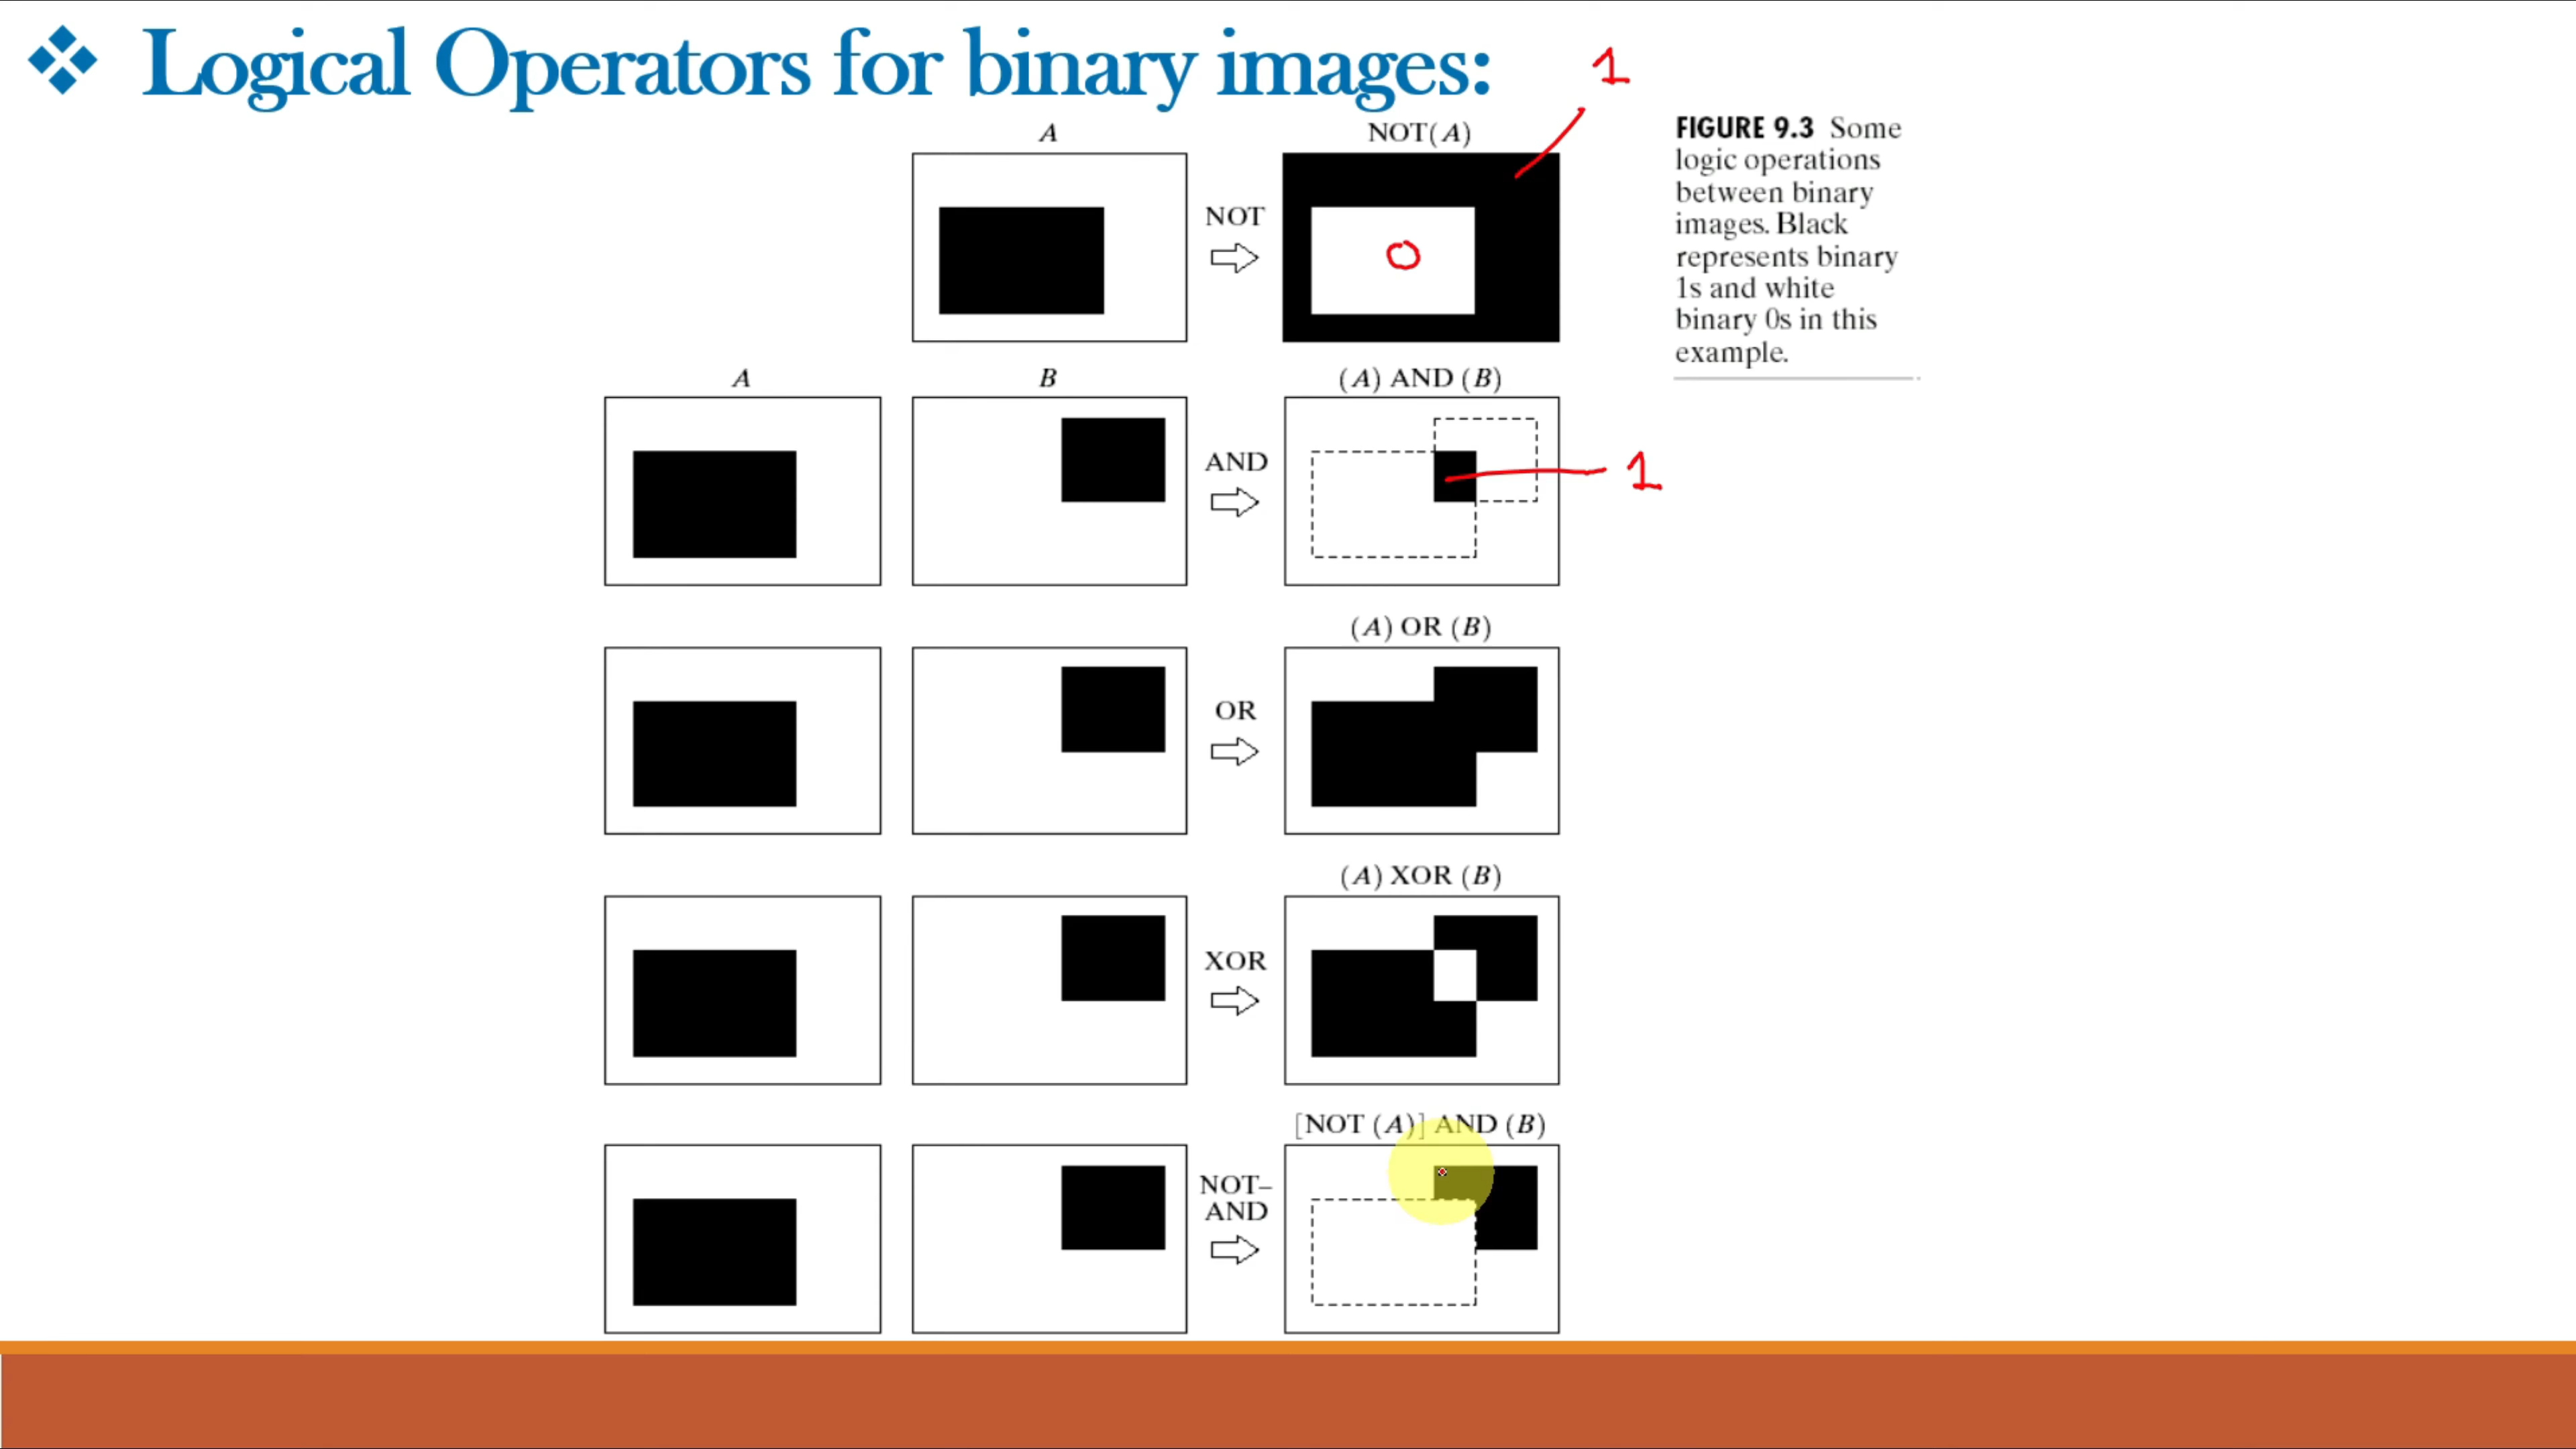 Logical Operators for binary images:
1
A
NOT(A)
NOT
0
FIGURE 9.3 Some
logic operations
between binary
images. Black
represents binary
1s and white
binary 0s in this
example.
A
B
(A) AND (B)
AND
1
(A) OR (B)
OR
(A) XOR (B)
XOR
[NOT (A)] AND (B)
NOT–
AND